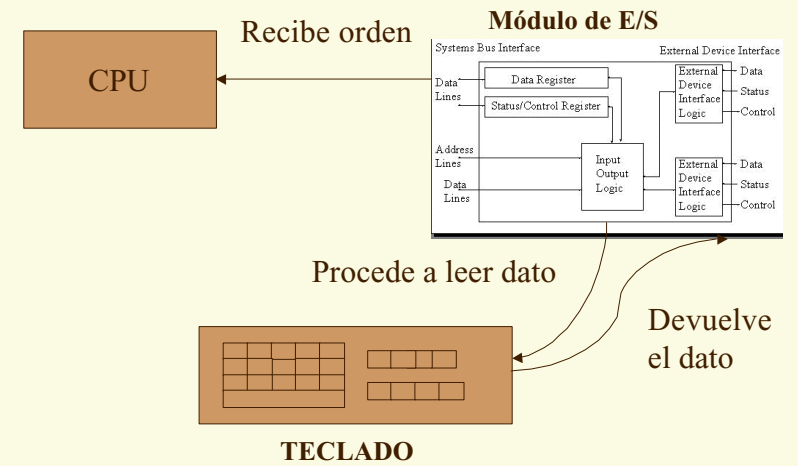 Módulo de E/S
Recibe orden
CPU
Systems Bus Interface
External Device Interface
Data
Lines
Data Register
Status/Control Register
Address
Lines
Data
Lines
Input
Output
Logic
External
Device
Interface
Logic
Data
Status
Control
External
Device
Interface
Logic
Data
Status
Control
Procede a leer dato
Devuelve
el dato
TECLADO